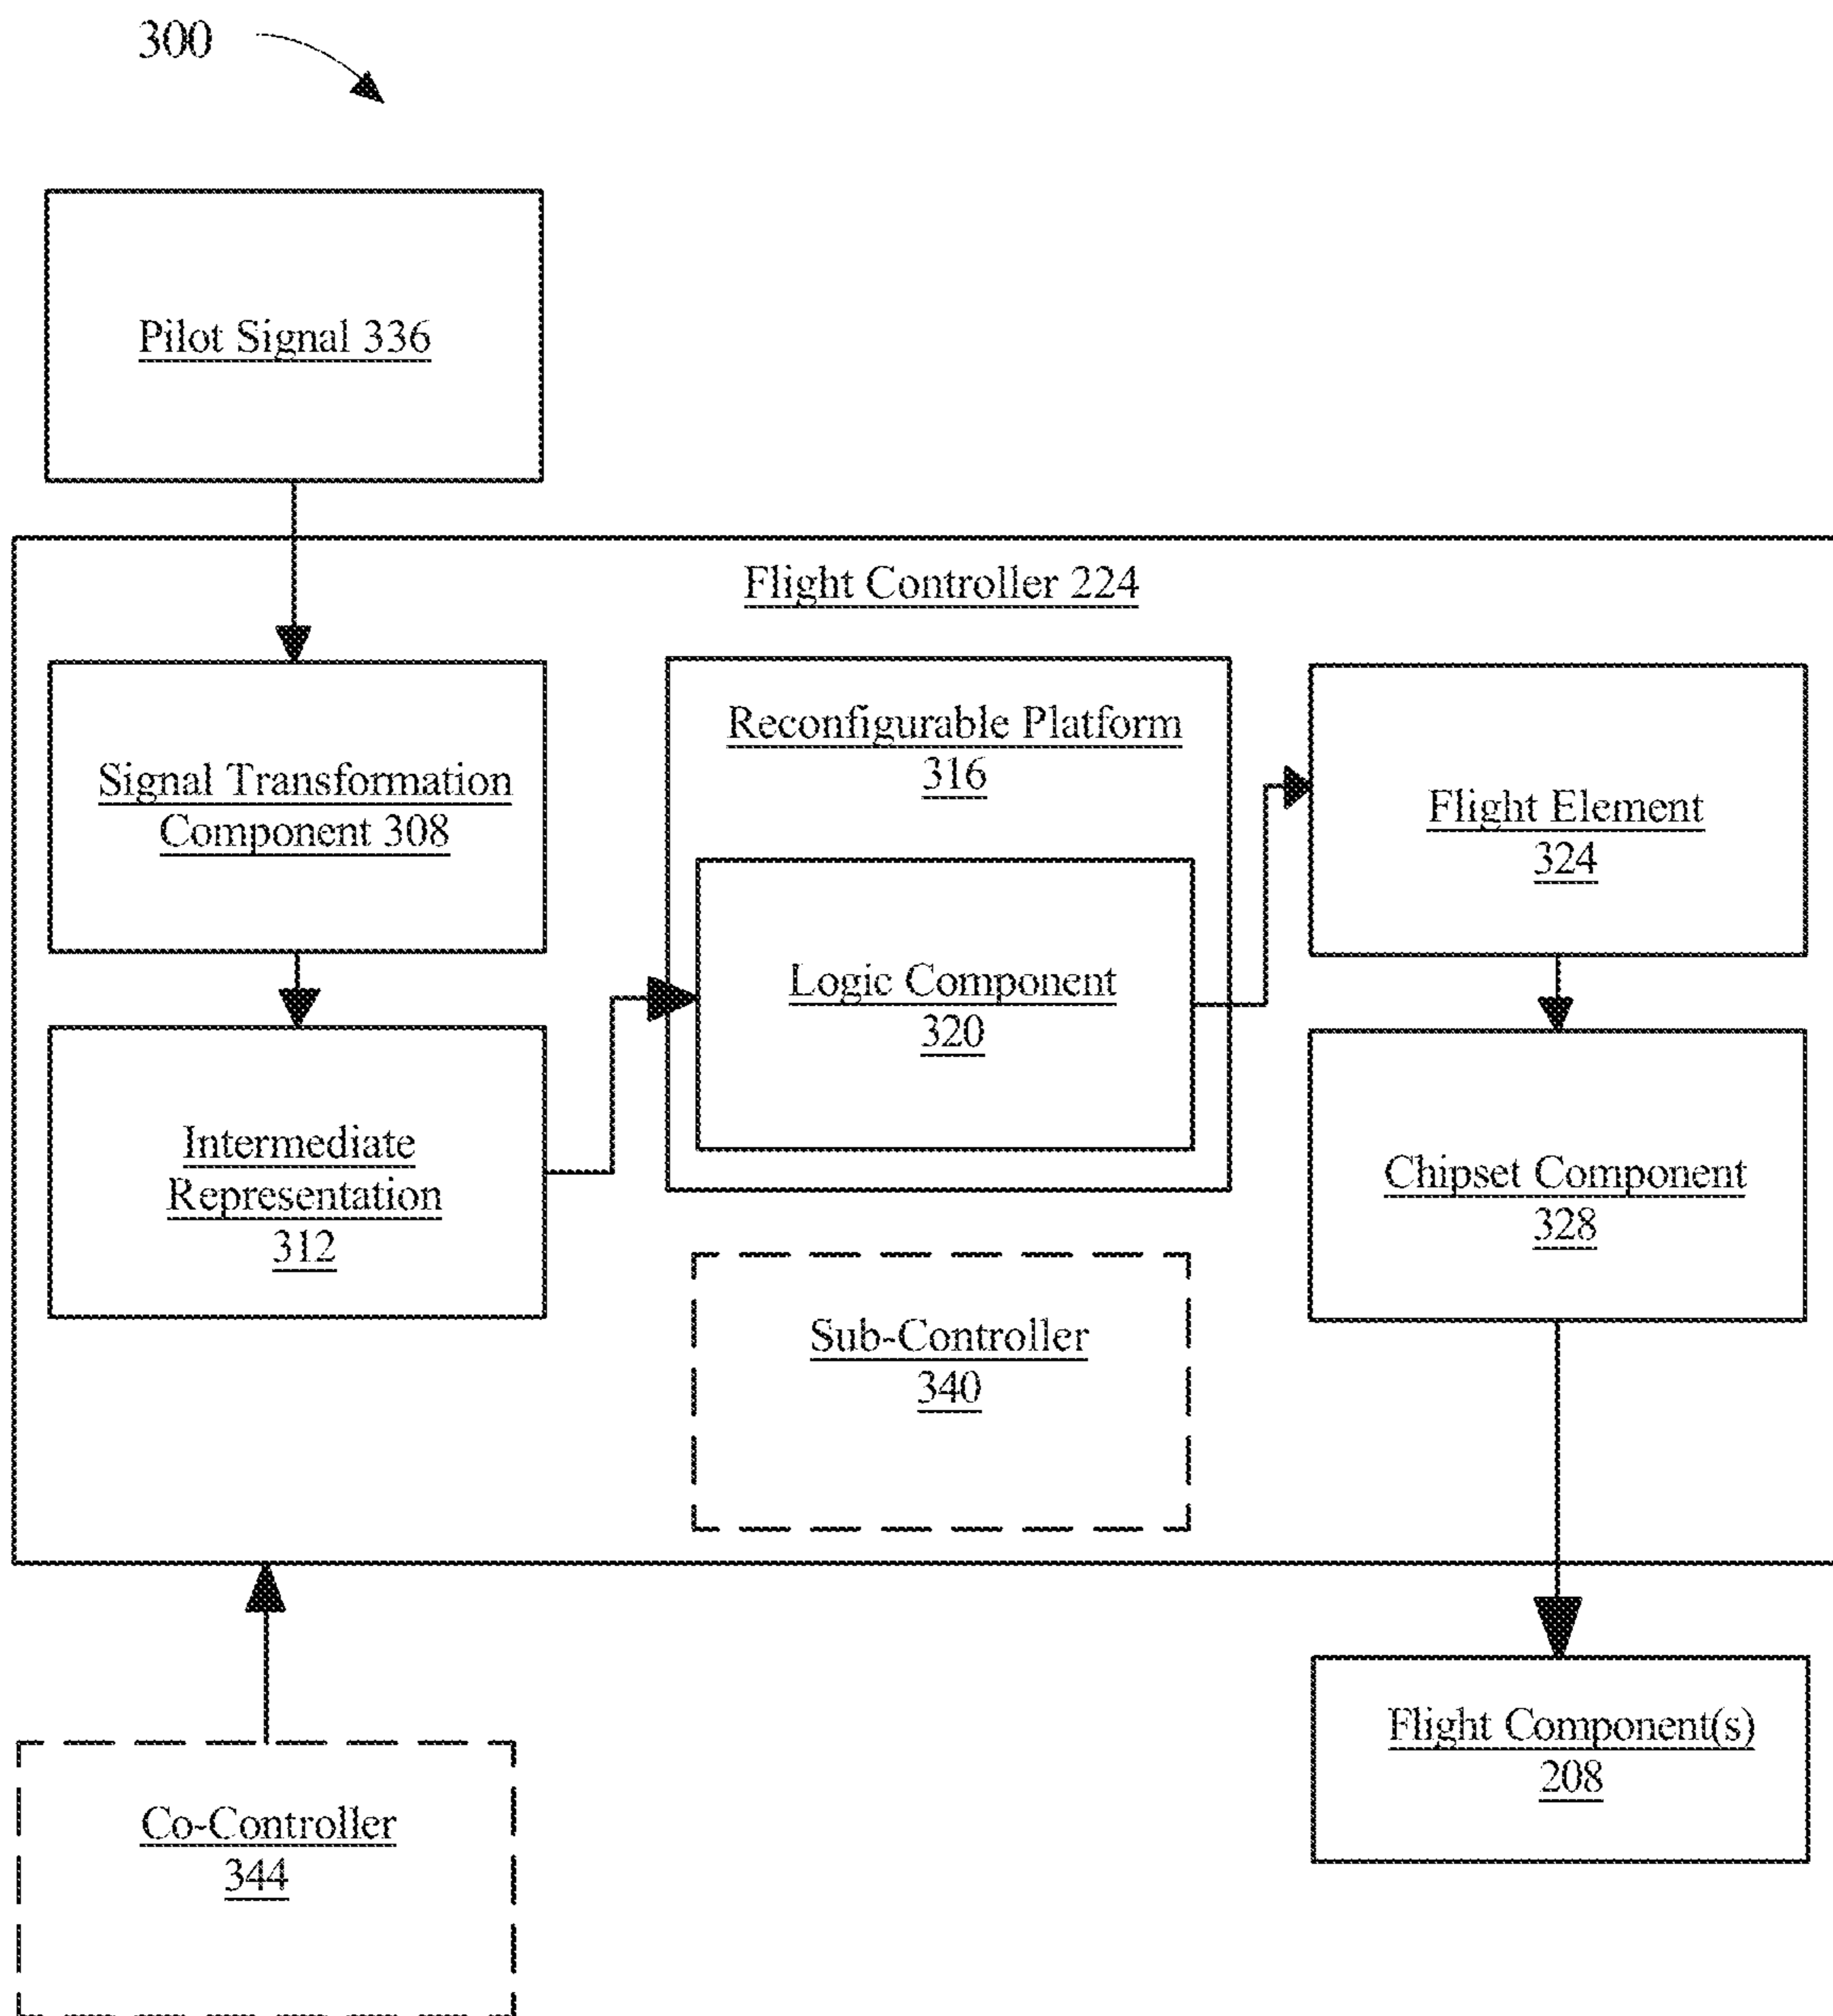 300
Pilot Signal 336
Flight Controller 224
Signal Transformation
Component 308
Intermediate
Representation
312
Reconfigurable Platform
316
Logic Component
320
Sub-Controller
340
Flight Element
324
Chipset Component
328
Co-Controller
344
Flight Component(s)
208